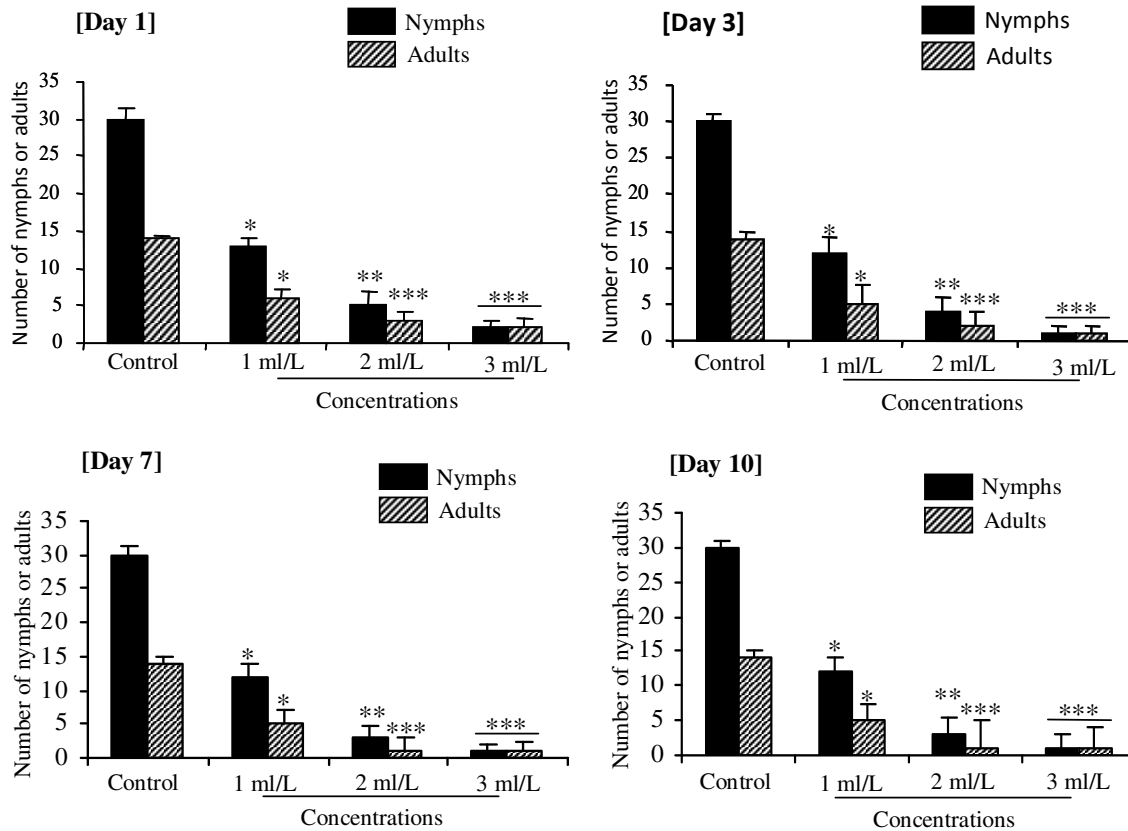 [Day 1]
Nymphs
Adults
Number of nymphs or adults
35
30
25
20
15
10
5
0
*
*
**
***
***
Control
1 ml/L
2 ml/L
3 ml/L
Concentrations
[Day 3]
Nymphs
Adults
Number of nymphs or adults
35
30
25
20
15
10
5
0
*
*
**
***
***
Control
1 ml/L
2 ml/L
3 ml/L
Concentrations
[Day 7]
Nymphs
Adults
Number of nymphs or adults
35
30
25
20
15
10
5
0
*
*
**
***
***
Control
1 ml/L
2 ml/L
3 ml/L
Concentrations
[Day 10]
Nymphs
Adults
Number of nymphs or adults
35
30
25
20
15
10
5
0
*
*
**
***
***
Control
1 ml/L
2 ml/L
3 ml/L
Concentrations